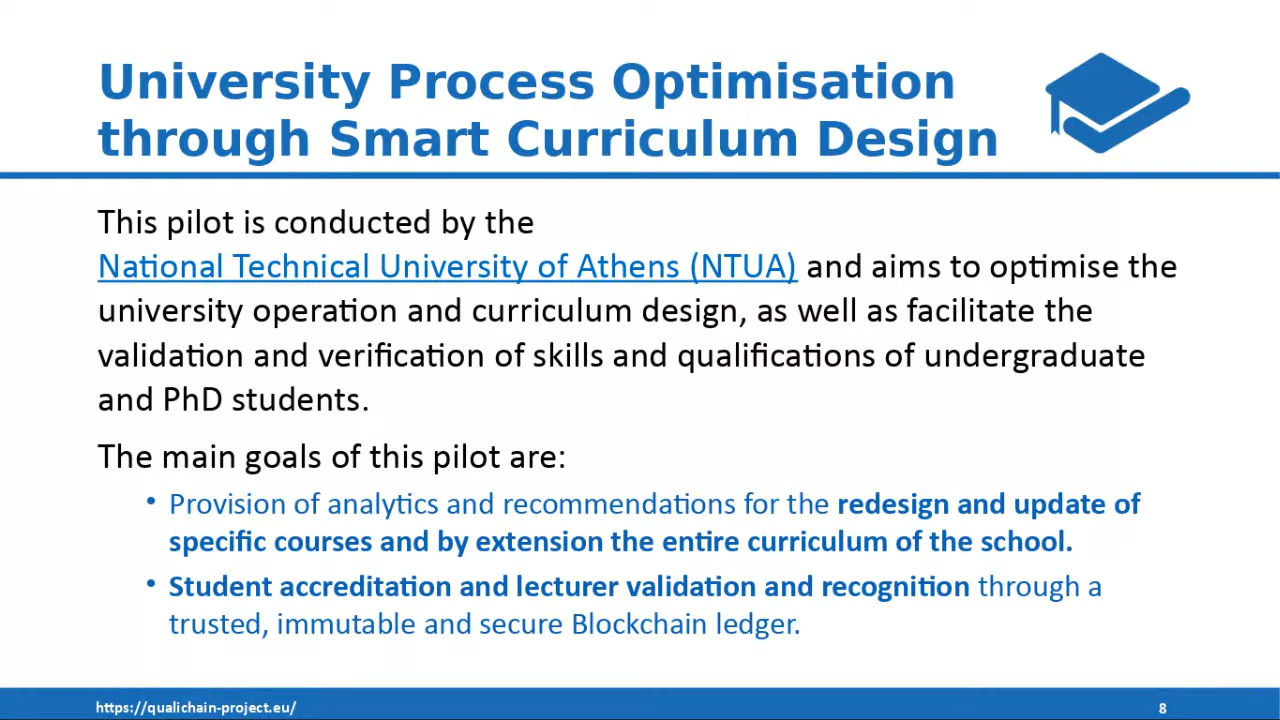 University Process Optimisation
through Smart Curriculum Design
This pilot is conducted by the
National Technical University of Athens (NTUA) and aims to optimise the
university operation and curriculum design, as well as facilitate the
validation and verification of skills and qualifications of undergraduate
and PhD students.
The main goals of this pilot are:
• Provision of analytics and recommendations for the redesign and update of
specific courses and by extension the entire curriculum of the school.
• Student accreditation and lecturer validation and recognition through a
trusted, immutable and secure Blockchain ledger.
https://qualichain-project.eu/
8